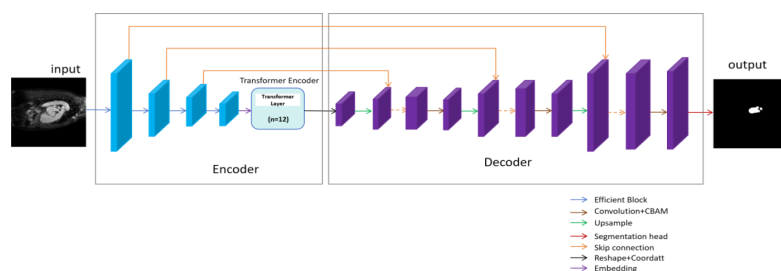 input
Transformer Encoder
Transformer
Layer
(n=12)
Encoder
Decoder
output
Efficient Block
Convolution+CBAM
Upsample
Segmentation head
Skip connection
Reshape+Coordatt
Embedding